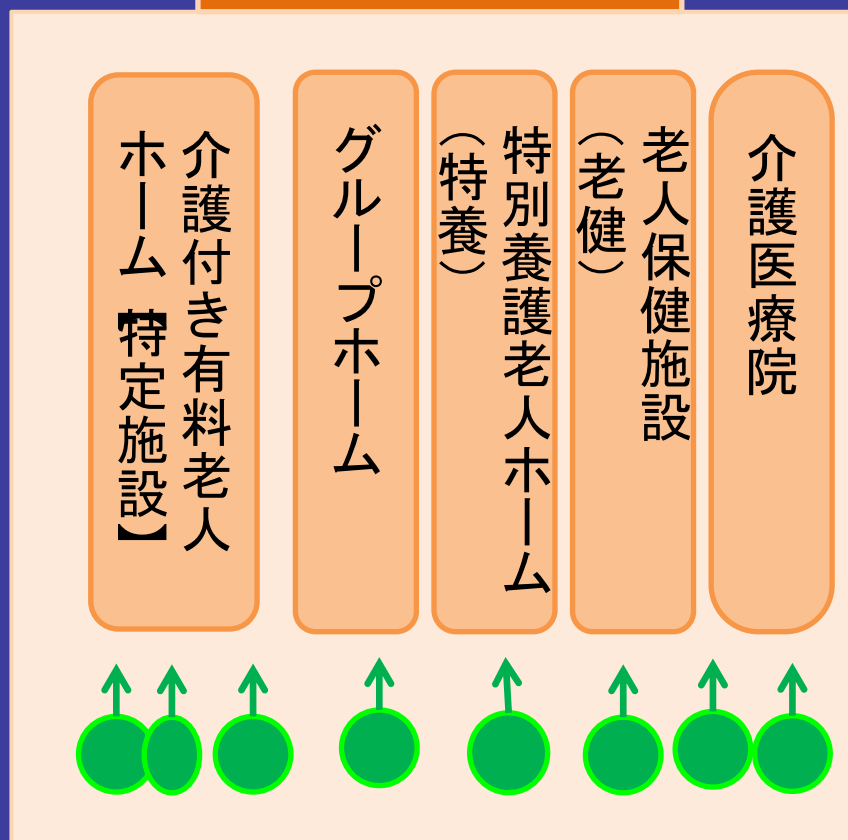 介護医療院
老人保健施設
（老健）
特別養護老人ホーム
（特養）
グループホーム
介護付き有料老人
ホーム【特定施設】